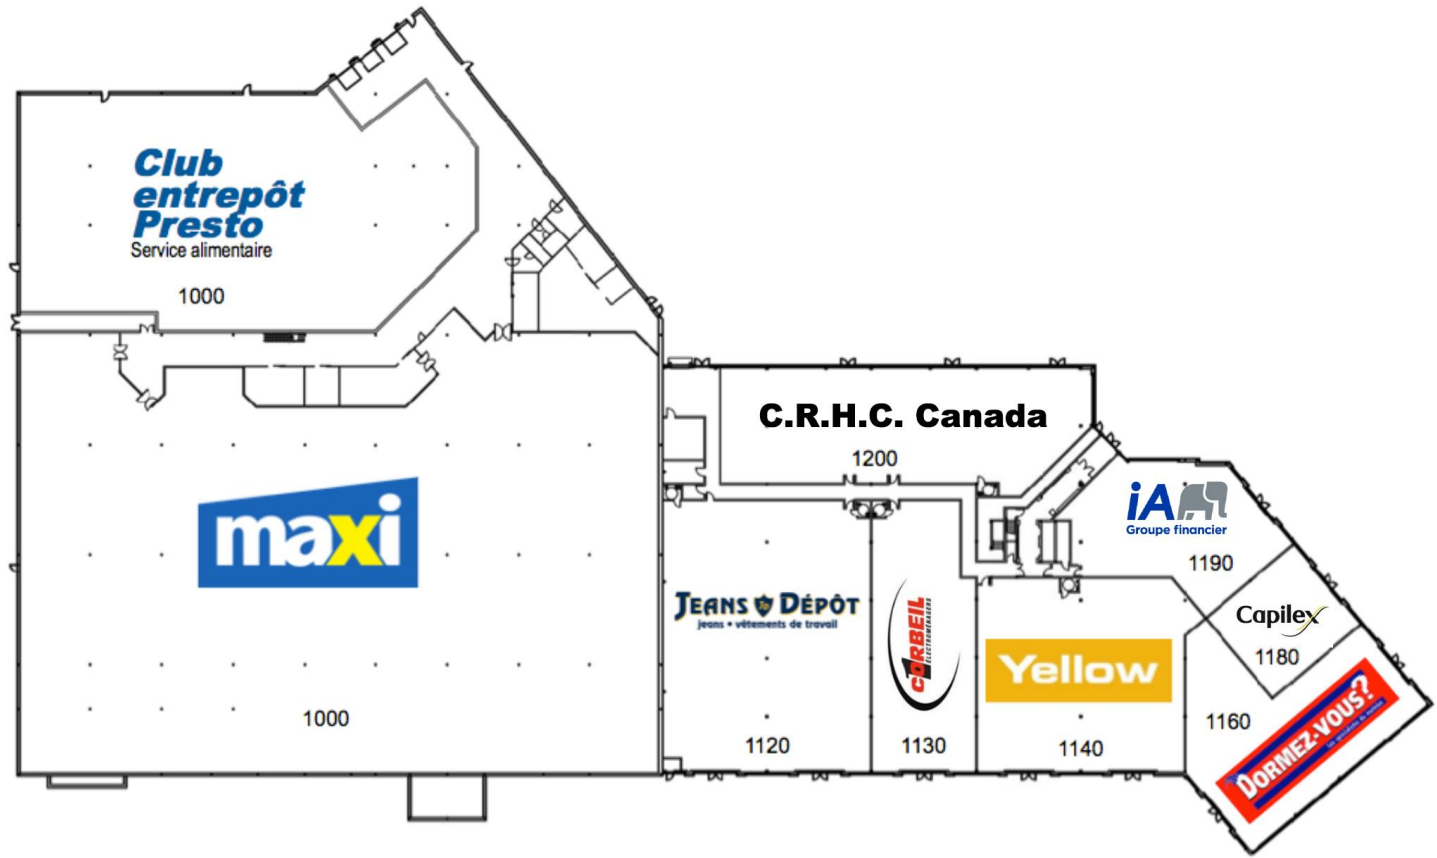 Club
entrepôt
Presto
Service alimentaire
1000
maxi
1000
C.R.H.C. Canada
1200
JEANS DÉPÔT
jeans • vêtements de travail
1120
CORBEIL
ÉLECTROMÉNAGERS
1130
Yellow
1140
iA
Groupe financier
1190
Capilex
1180
1160
DORMEZ-VOUS?